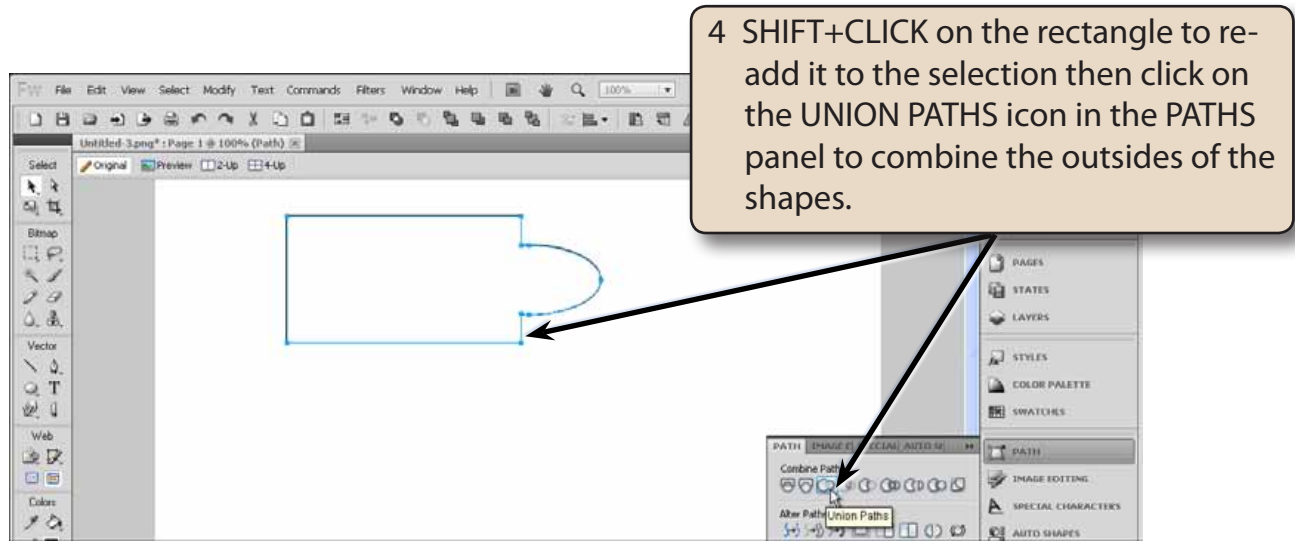 4 SHIFT+CLICK on the rectangle to re-
add it to the selection then click on
the UNION PATHS icon in the PATHS
panel to combine the outsides of the
shapes.
Fw File Edit View Select Modify Text Commands Filters Window Help 100%
Untitled-3.png* : Page 1 @ 100% (Path)
Select
Original Preview 2-Up 4-Up
Bitmap
Vector
Web
Colors
PAGES
STATES
LAYERS
STYLES
COLOR PALETTE
SWATCHES
PATH
IMAGE EDITING
SPECIAL CHARACTERS
AUTO SHAPES
PATH
Combine Path
Alter Path
Union Paths